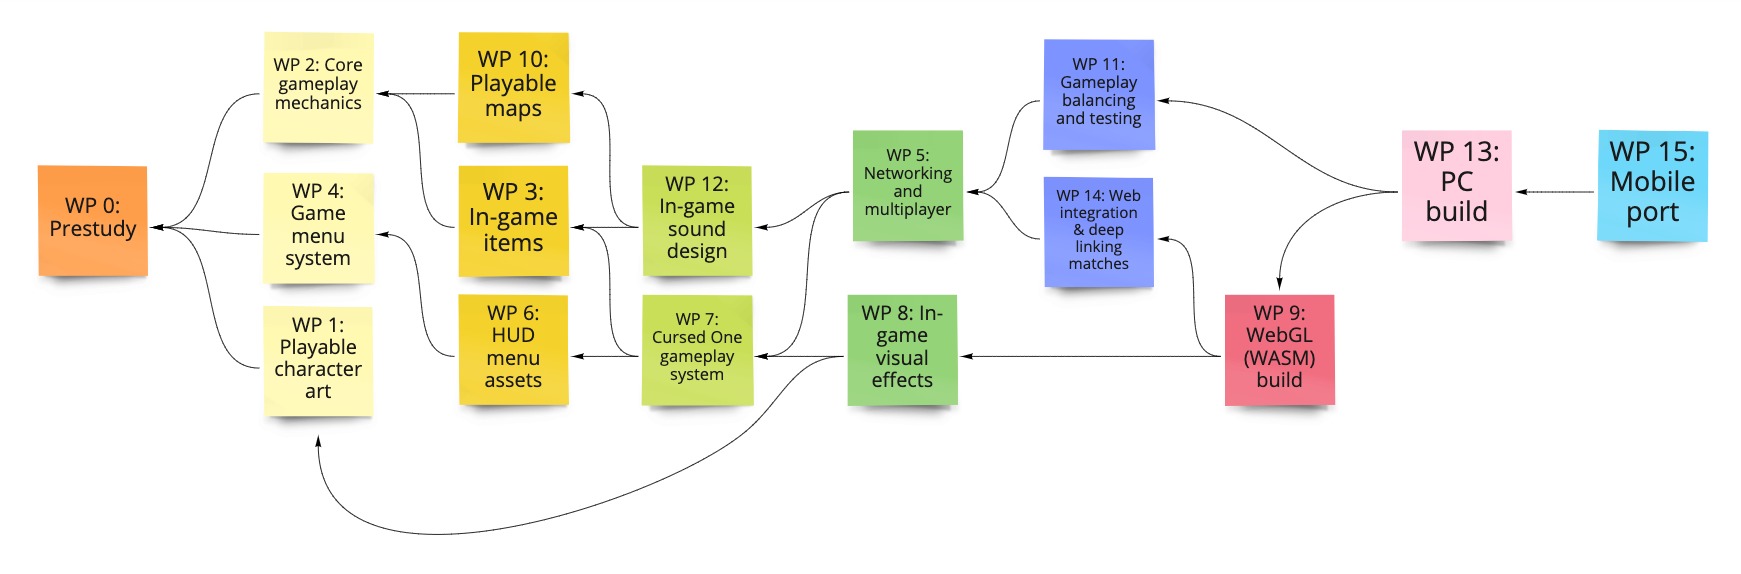 WP 0:
Prestudy
WP 2: Core
gameplay
mechanics
WP 4:
Game
menu
system
WP 1:
Playable
character
art
WP 10:
Playable
maps
WP 3:
In-game
items
WP 6:
HUD
menu
assets
WP 12:
In-game
sound
design
WP 7:
Cursed One
gameplay
system
WP 5:
Networking
and
multiplayer
WP 8: In-
game
visual
effects
WP 11:
Gameplay
balancing
and testing
WP 14: Web
integration
& deep
linking
matches
WP 9:
WebGL
(WASM)
build
WP 13:
PC
build
WP 15:
Mobile
port